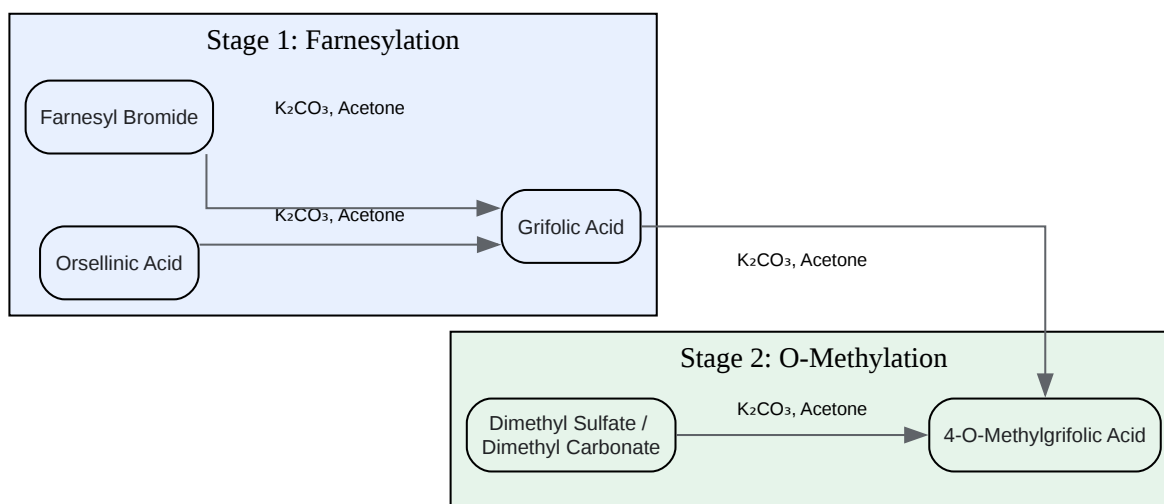 Stage 1: Farnesylation
Farnesyl Bromide
K₂CO₃, Acetone
K₂CO₃, Acetone
Orsellinic Acid
Grifolic Acid
K₂CO₃, Acetone
Stage 2: O-Methylation
Dimethyl Sulfate /
Dimethyl Carbonate
K₂CO₃, Acetone
4-O-Methylgrifolic Acid